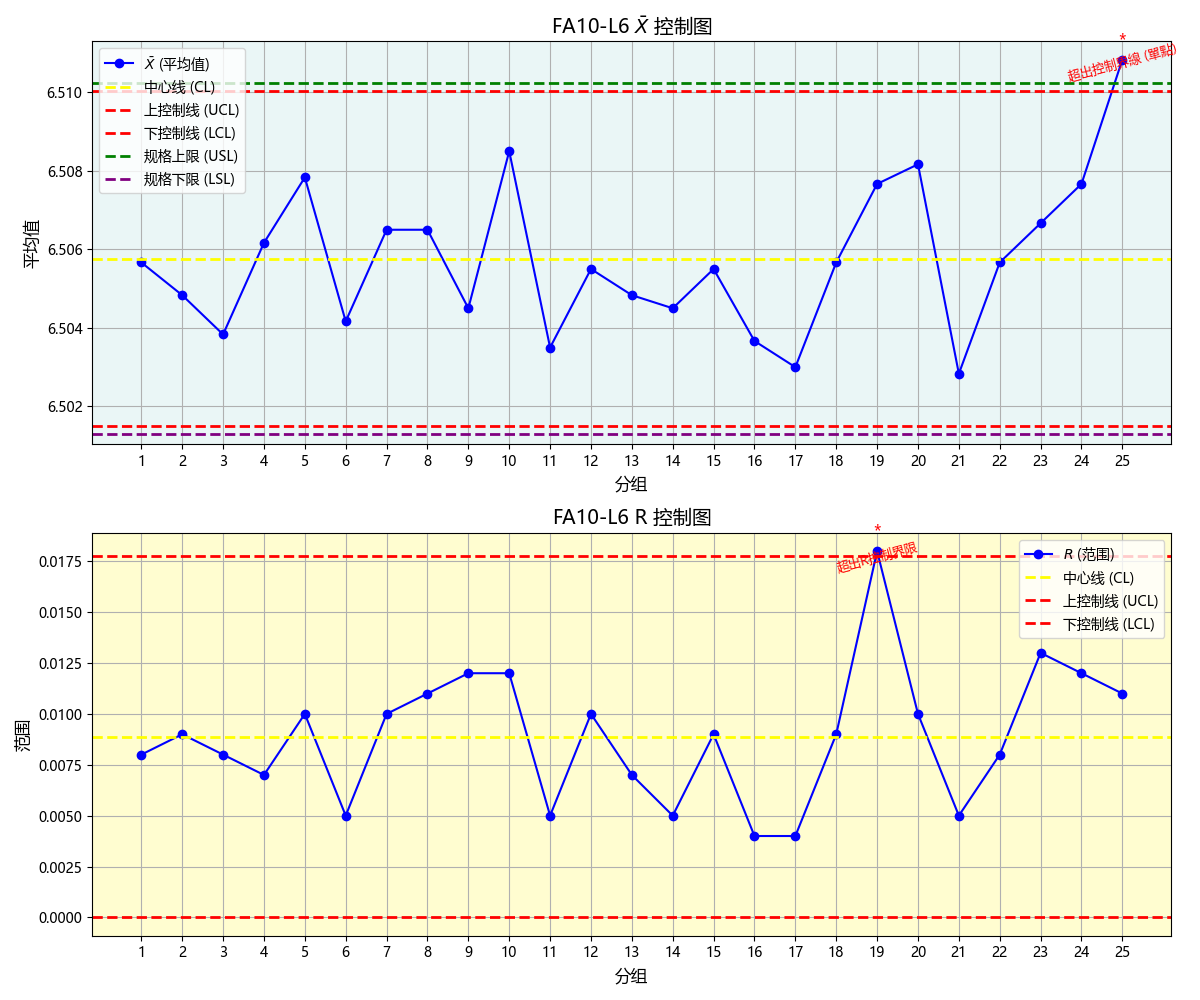 FA10-L6 X̄ 控制图
*
超出控制界線 (單點)
X̄ (平均值)
中心线 (CL)
上控制线 (UCL)
下控制线 (LCL)
规格上限 (USL)
规格下限 (LSL)
平均值
6.510
6.508
6.506
6.504
6.502
1 2 3 4 5 6 7 8 9 10 11 12 13 14 15 16 17 18 19 20 21 22 23 24 25
分组
FA10-L6 R 控制图
*
超出R控制界限
R (范围)
中心线 (CL)
上控制线 (UCL)
下控制线 (LCL)
范围
0.0175
0.0150
0.0125
0.0100
0.0075
0.0050
0.0025
0.0000
1 2 3 4 5 6 7 8 9 10 11 12 13 14 15 16 17 18 19 20 21 22 23 24 25
分组